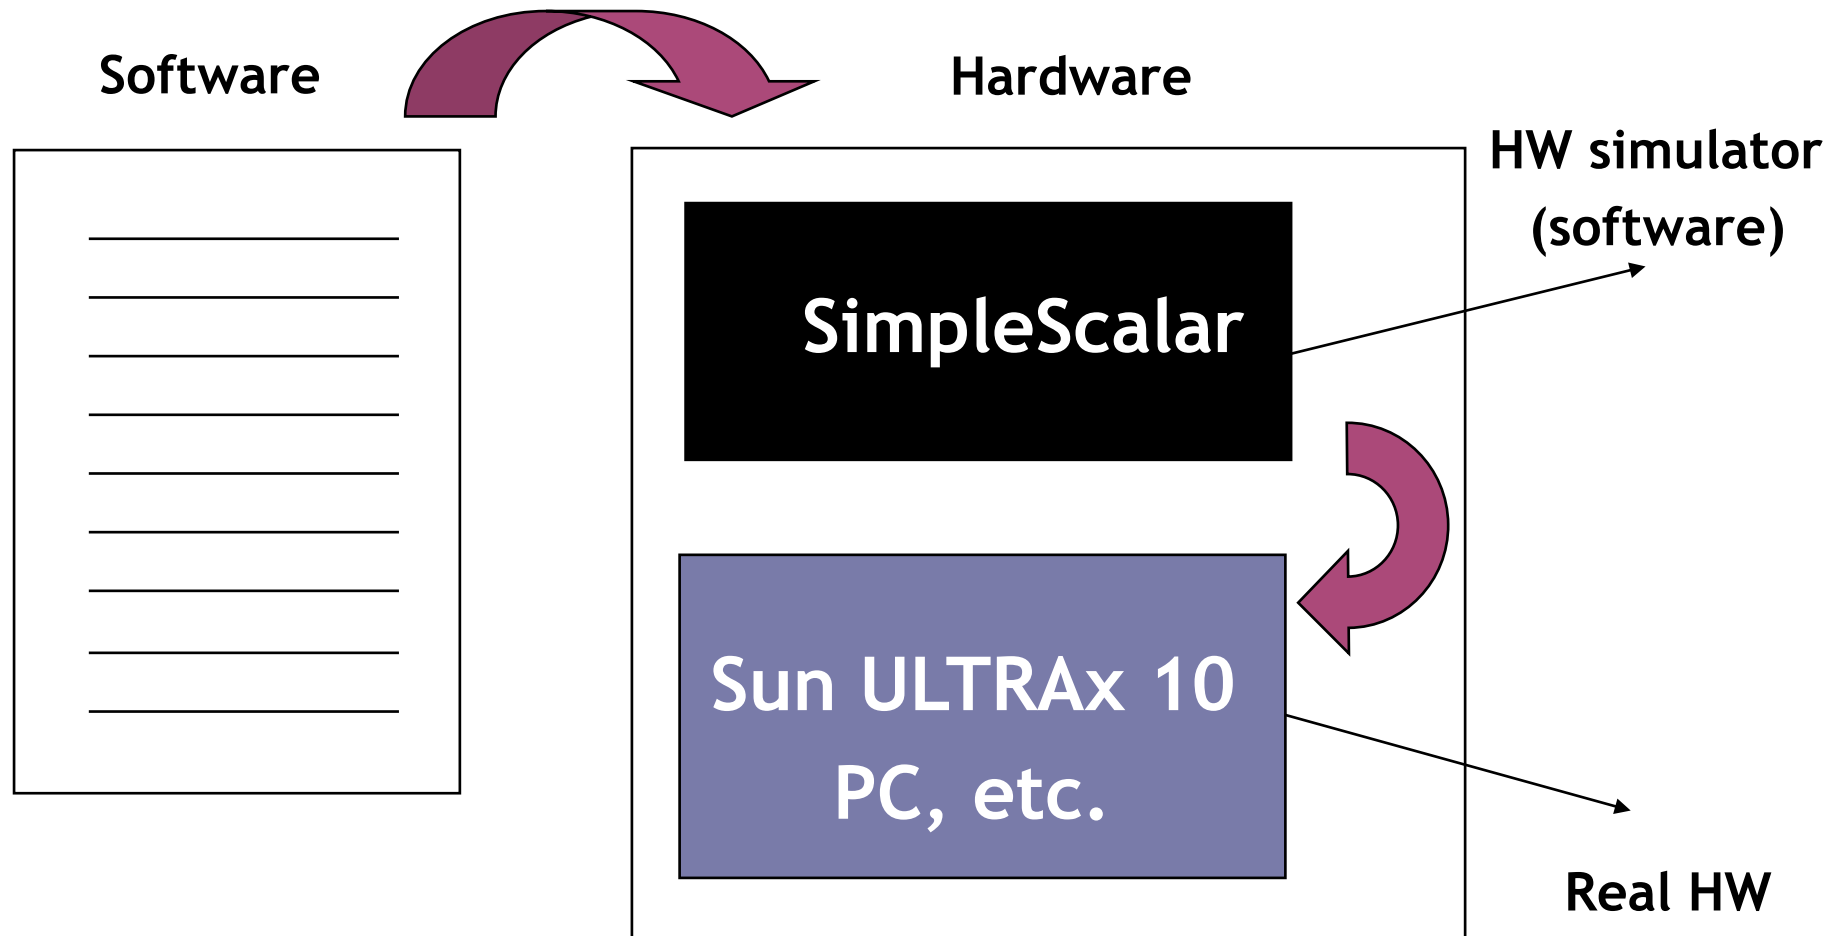 Software
Hardware
HW simulator
(software)
SimpleScalar
Sun ULTRAx 10
PC, etc.
Real HW